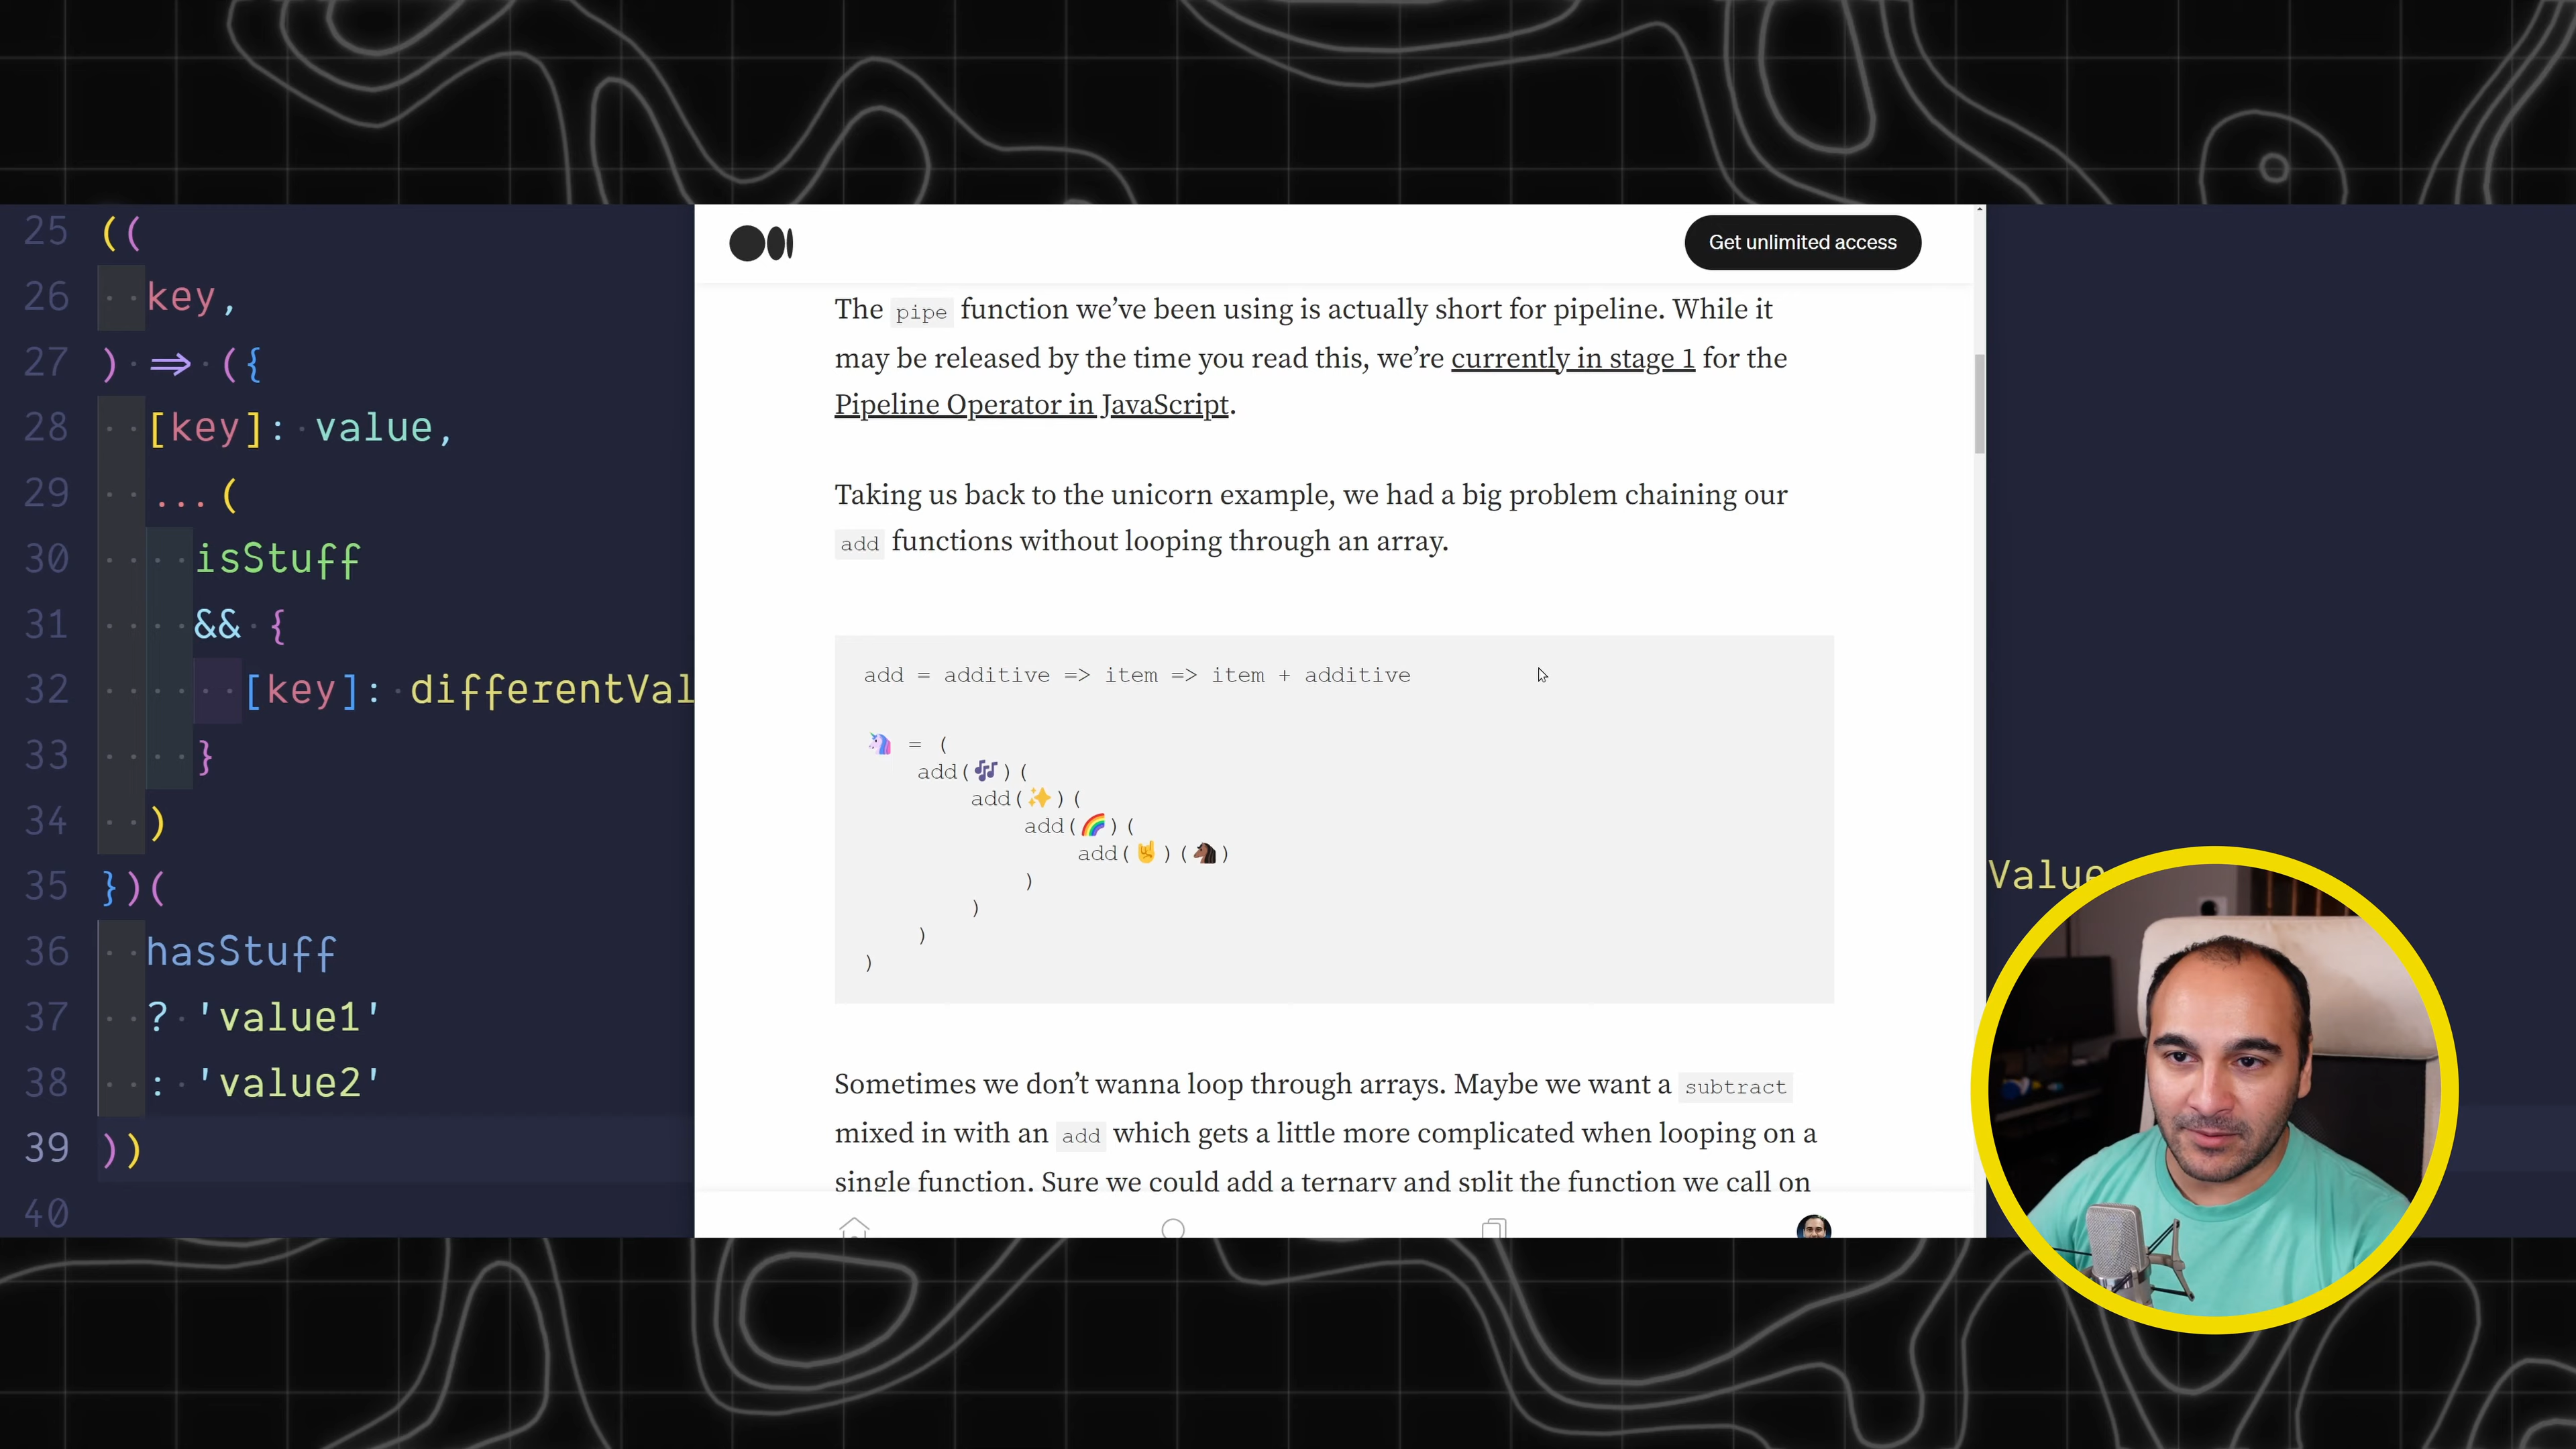 25 ((
26 key,
27 ) => ({
28 [key]: value,
29 ...(
30 isStuff
31 && {
32 [key]: differentVal
33 }
34 )
35 })(
36 hasStuff
37 ? 'value1'
38 : 'value2'
39 ))
40
Get unlimited access
The pipe function we’ve been using is actually short for pipeline. While it
may be released by the time you read this, we’re currently in stage 1 for the
Pipeline Operator in JavaScript.
Taking us back to the unicorn example, we had a big problem chaining our
add functions without looping through an array.
add = additive => item => item + additive
🦄 = (
add(🎶)(
add(✨)(
add(🌈)(
add(🤘)(🐴)
)
)
)
)
Sometimes we don’t wanna loop through arrays. Maybe we want a subtract
mixed in with an add which gets a little more complicated when looping on a
single function. Sure we could add a ternary and split the function we call on
Value